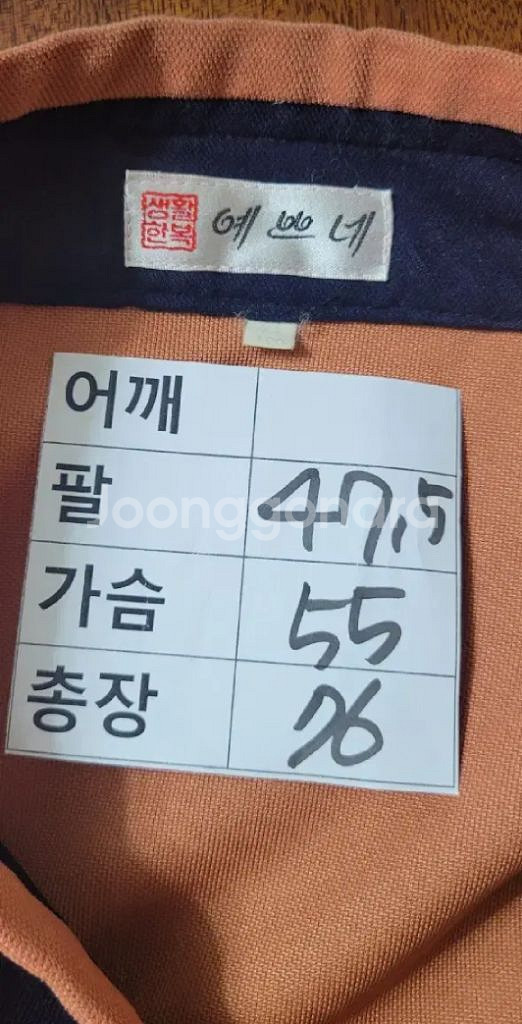 생활한복 예쁘네
어깨
팔 47,5
가슴 55
총장 76
Joonggonara